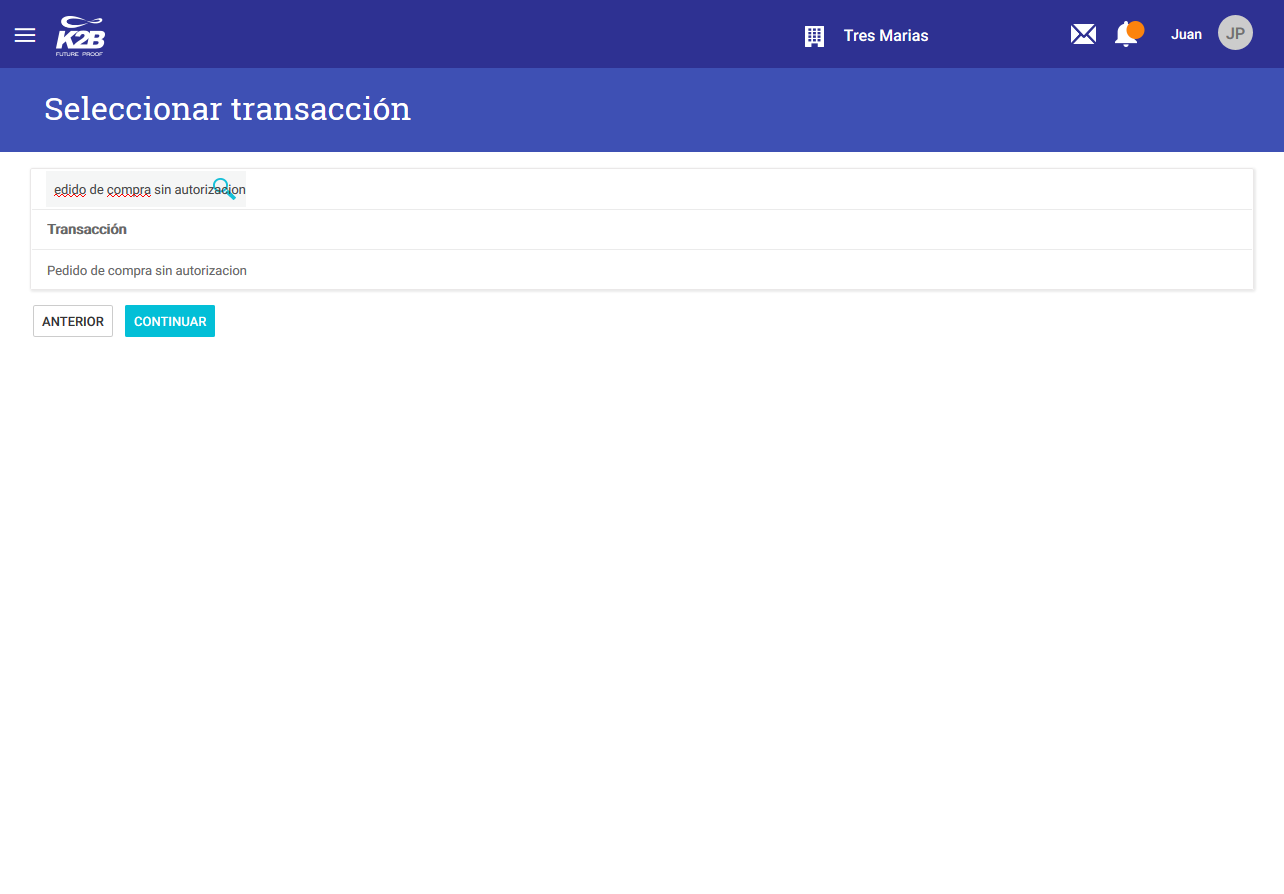 K2B
FUTURE PROOF
Tres Marias
Juan
JP
Seleccionar transacción
edido de compra sin autorizacion
Transacción
Pedido de compra sin autorizacion
ANTERIOR
CONTINUAR